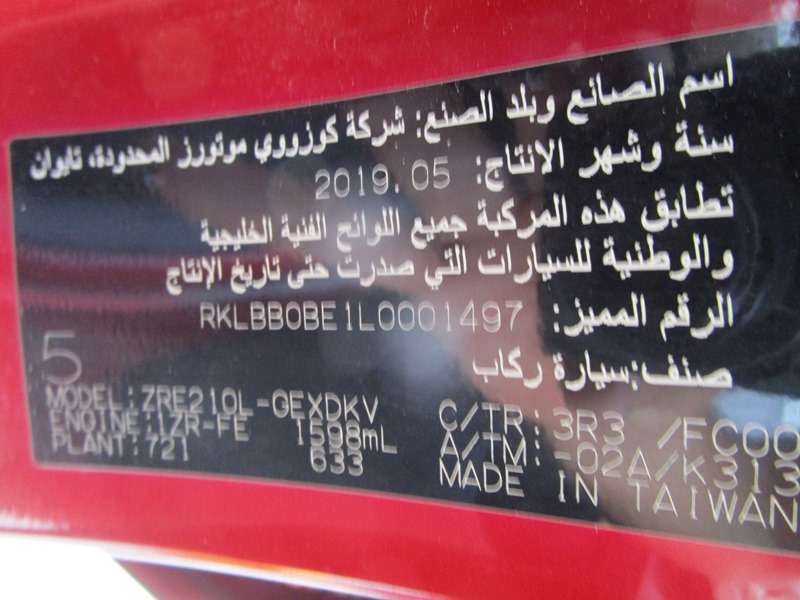 اسم الصانع وبلد الصنع: شركة كوزووي موتورز المحدودة، تايوان
سنة وشهر الانتاج: 2019.05
تطابق هذه المركبة جميع اللوائح الفنية الخليجية
والوطنية للسيارات التي صدرت حتى تاريخ الإنتاج
الرقم المميز: RKLBB0BE1L0001497
صنف:سيارة ركاب
5
MODEL:ZRE210L-GEXDKV
ENGINE:1ZR-FE 1598mL
PLANT:721 633
C/TR:3R3 /FC00
A/TM:-02A/K313
MADE IN TAIWAN